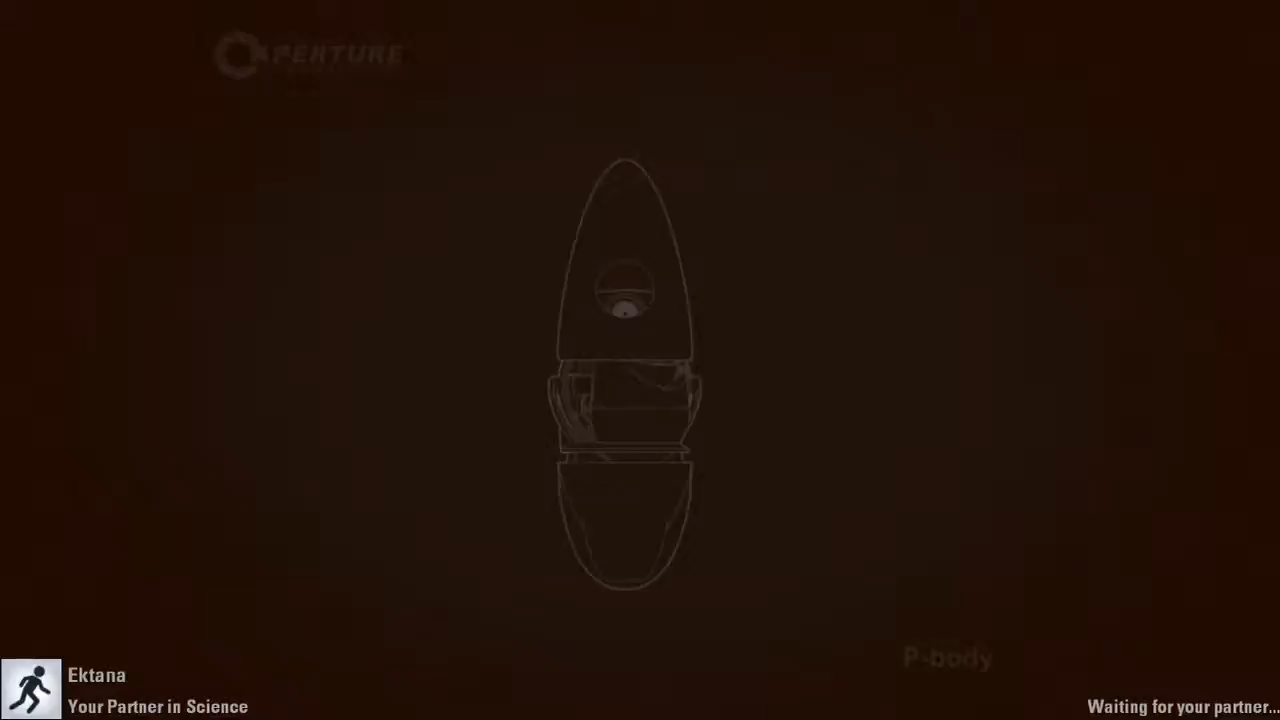 APERTURE
P-body
Ektana
Your Partner in Science
Waiting for your partner...